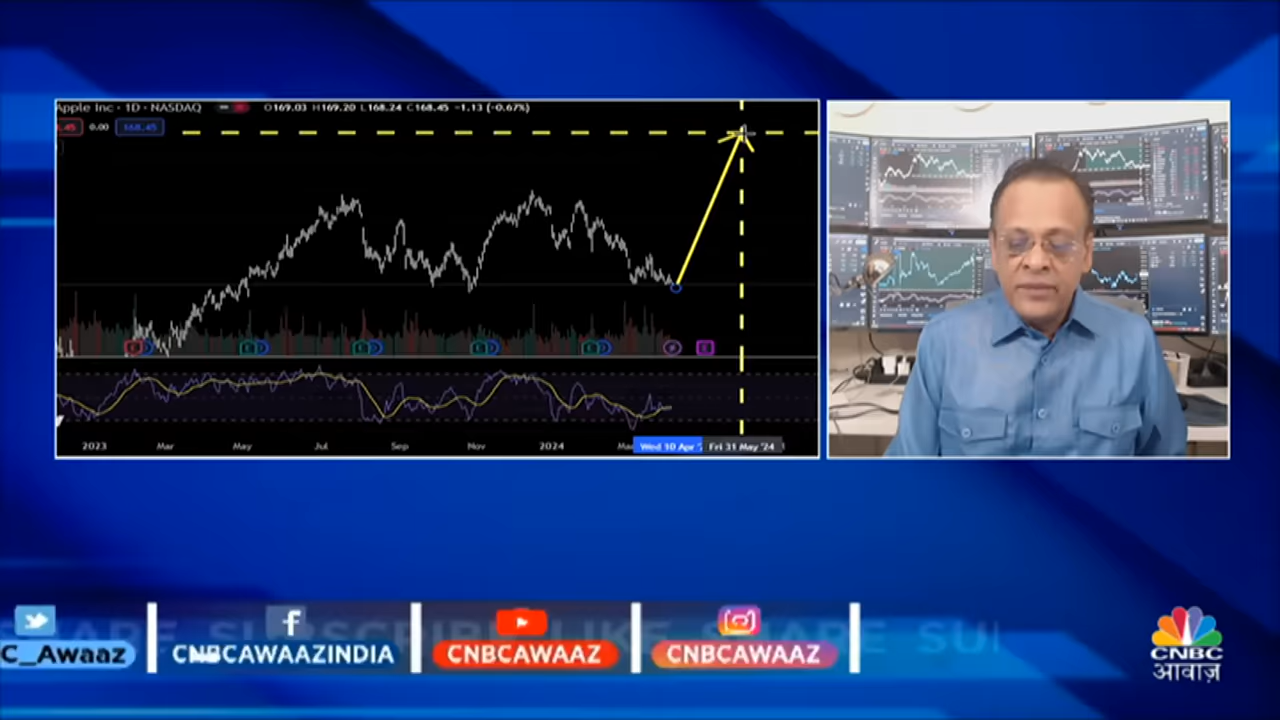 Apple Inc · 1D · NASDAQ
O169.03 H169.20 L168.24 C168.45 −1.13 (−0.67%)
0.00
168.45
2023
Mar
May
Jul
Sep
Nov
2024
Wed 10 Apr '
Fri 31 May '24
C_Awaaz
CNBCAWAAZINDIA
CNBCAWAAZ
CNBCAWAAZ
CNBC
आवाज़